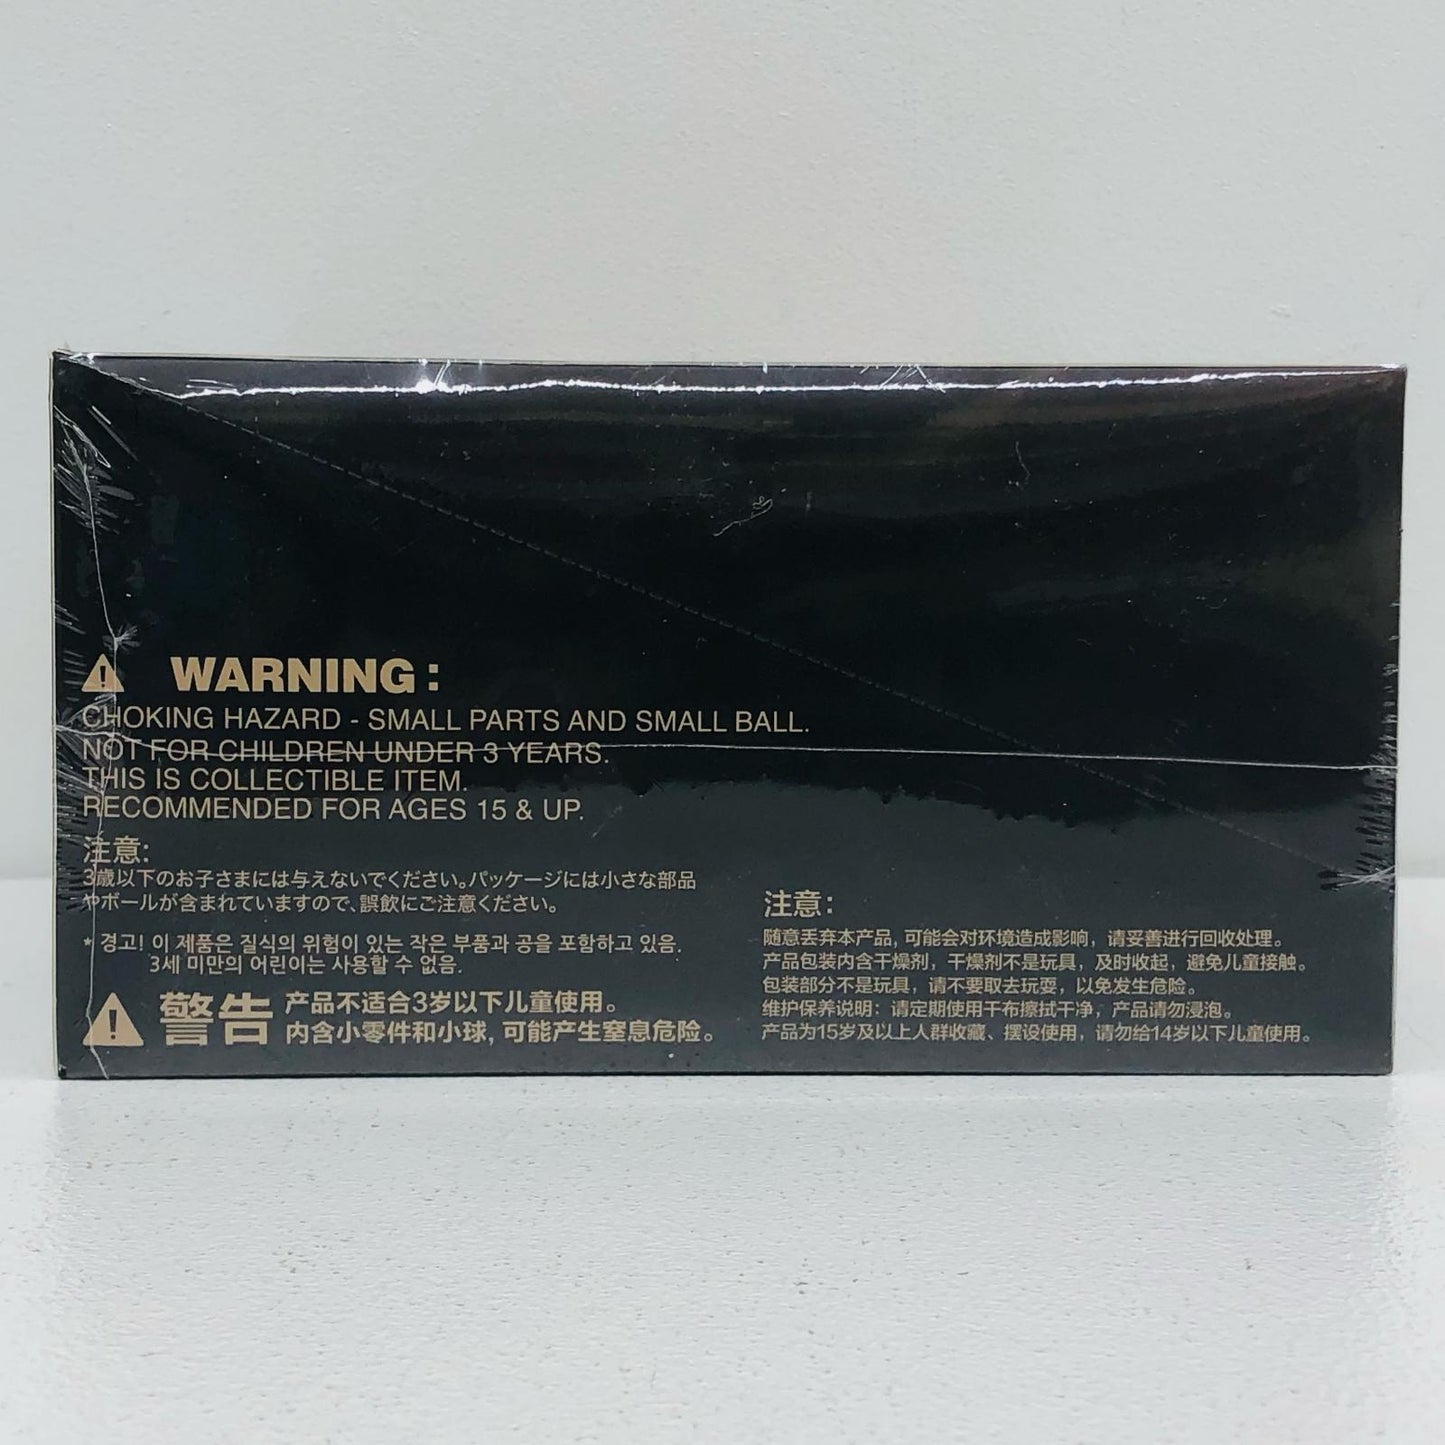 WARNING :
CHOKING HAZARD - SMALL PARTS AND SMALL BALL.
NOT FOR CHILDREN UNDER 3 YEARS.
THIS IS COLLECTIBLE ITEM.
RECOMMENDED FOR AGES 15 & UP.
注意:
3歳以下のお子さまには与えないでください。パッケージには小さな部品
やボールが含まれていますので、誤飲にご注意ください。
* 경고! 이 제품은 질식의 위험이 있는 작은 부품과 공을 포함하고 있음.
3세 미만의 어린이는 사용할 수 없음.
警告 产品不适合3岁以下儿童使用。
内含小零件和小球, 可能产生窒息危险。
注意:
随意丢弃本产品, 可能会对环境造成影响，请妥善进行回收处理。
产品包装内含干燥剂，干燥剂不是玩具，及时收起，避免儿童接触。
包装部分不是玩具，请不要取去玩耍，以免发生危险。
维护保养说明：请定期使用干布擦拭干净，产品请勿浸泡。
产品为15岁及以上人群收藏、摆设使用，请勿给14岁以下儿童使用。